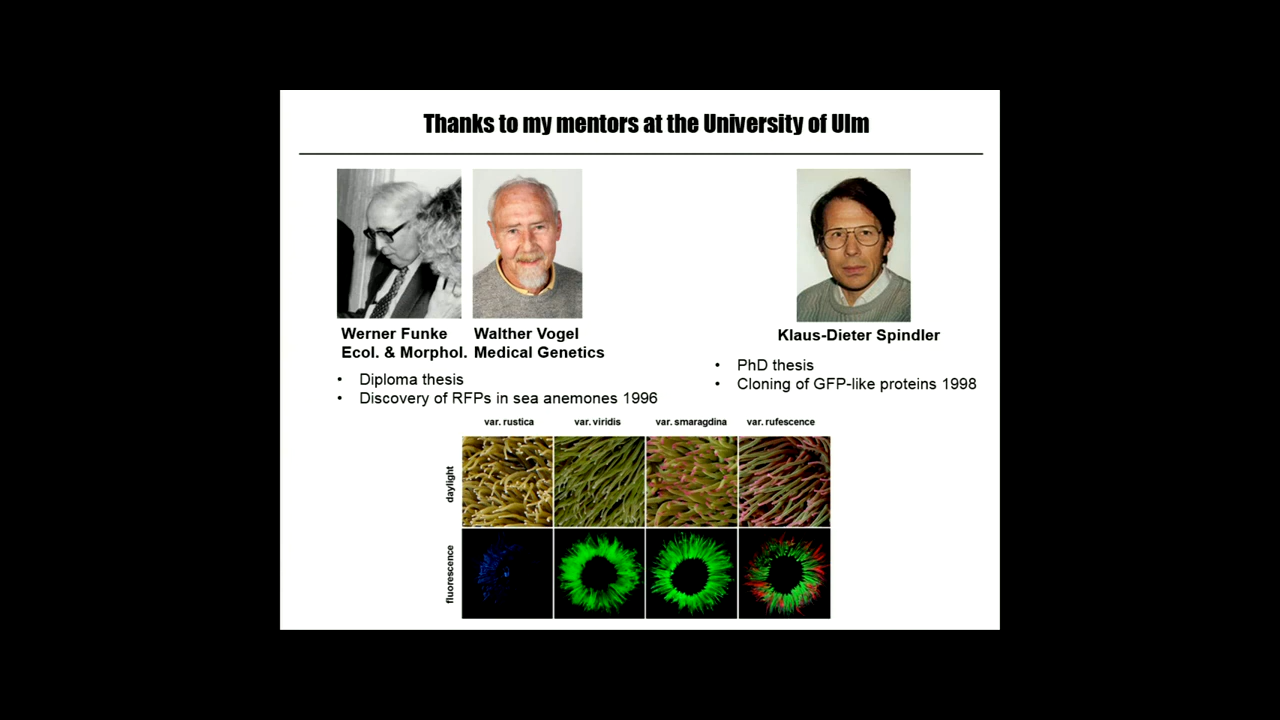 Thanks to my mentors at the University of Ulm
Werner Funke
Ecol. & Morphol.
Walther Vogel
Medical Genetics
• Diploma thesis
• Discovery of RFPs in sea anemones 1996
Klaus-Dieter Spindler
• PhD thesis
• Cloning of GFP-like proteins 1998
var. rustica
var. viridis
var. smaragdina
var. rufescence
daylight
fluorescence